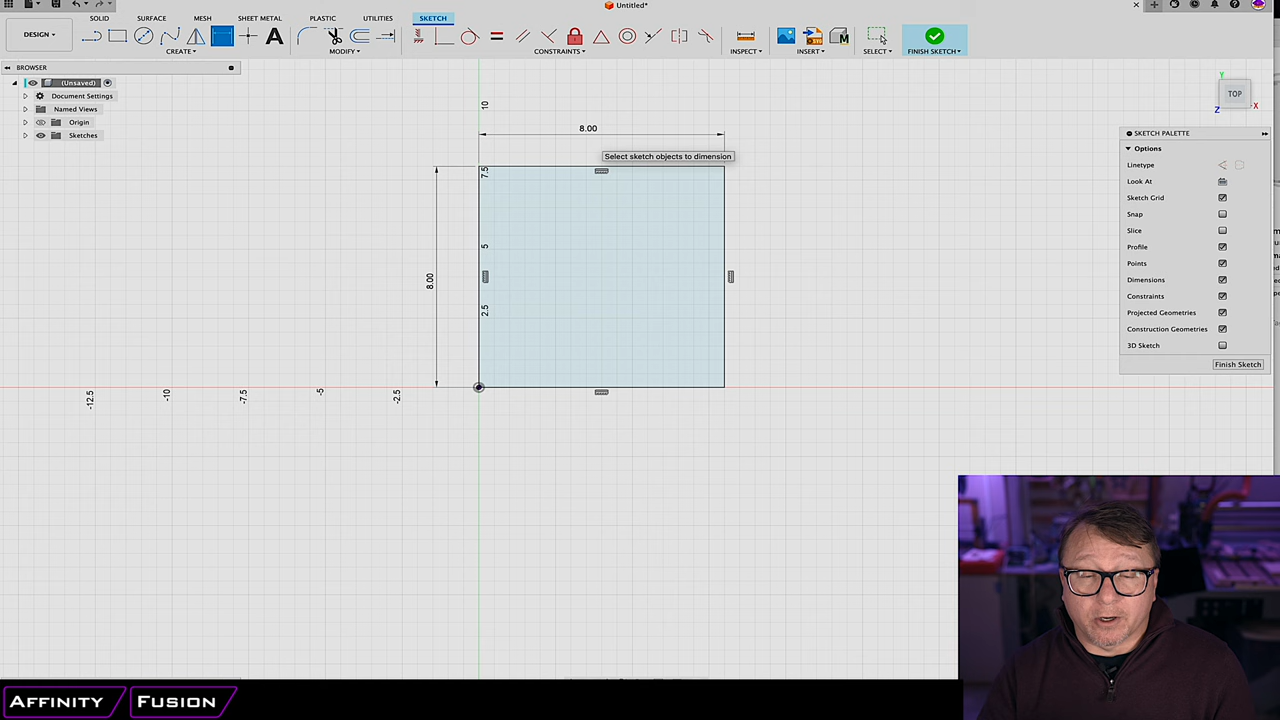 Untitled*
SOLID
SURFACE
MESH
SHEET METAL
PLASTIC
UTILITIES
SKETCH
DESIGN
CREATE
MODIFY
CONSTRAINTS
INSPECT
INSERT
SELECT
FINISH SKETCH
BROWSER
(Unsaved)
Document Settings
Named Views
Origin
Sketches
TOP
Y
X
Z
10
8.00
Select sketch objects to dimension
7.5
5
8.00
2.5
-12.5
-10
-7.5
-5
-2.5
SKETCH PALETTE
Options
Linetype
Look At
Sketch Grid
Snap
Slice
Profile
Points
Dimensions
Constraints
Projected Geometries
Construction Geometries
3D Sketch
Finish Sketch
AFFINITY
FUSION